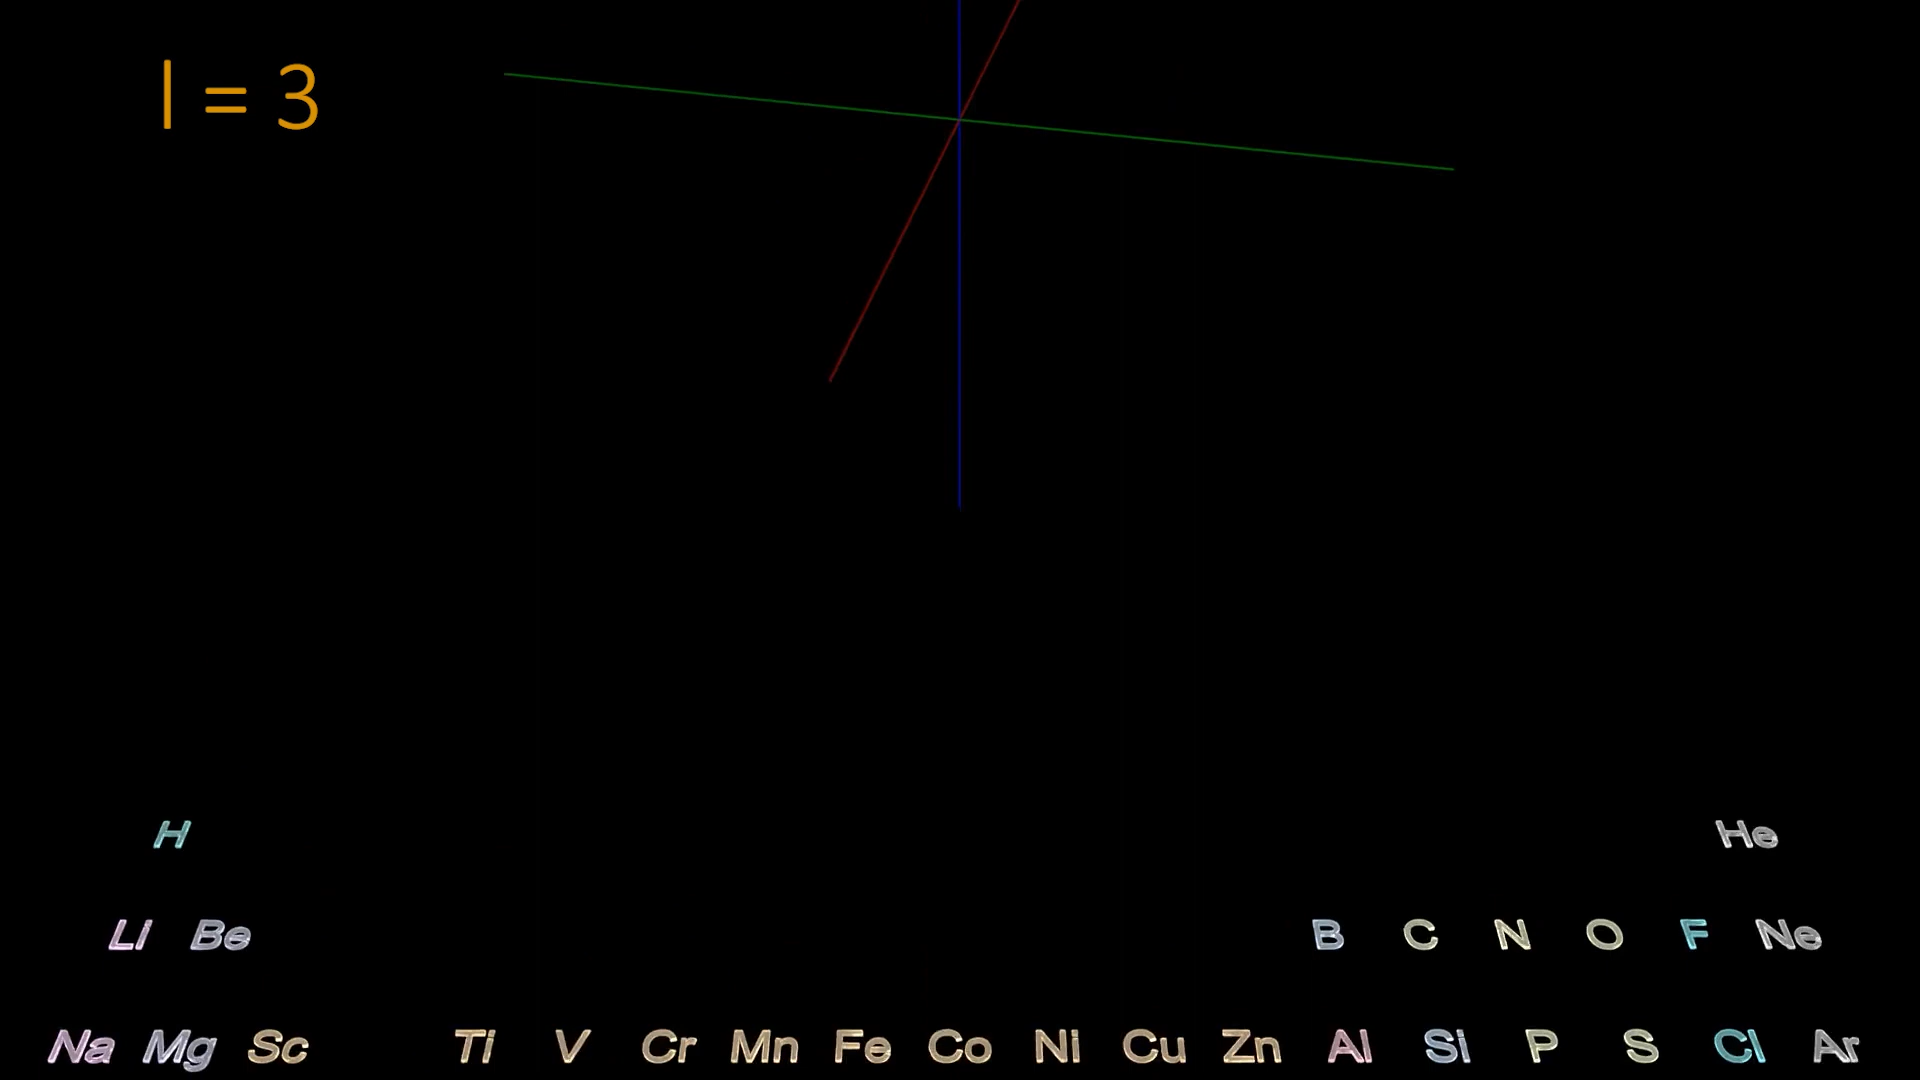 l = 3
H He
Li Be B C N O F Ne
Na Mg Sc Ti V Cr Mn Fe Co Ni Cu Zn Al Si P S Cl Ar